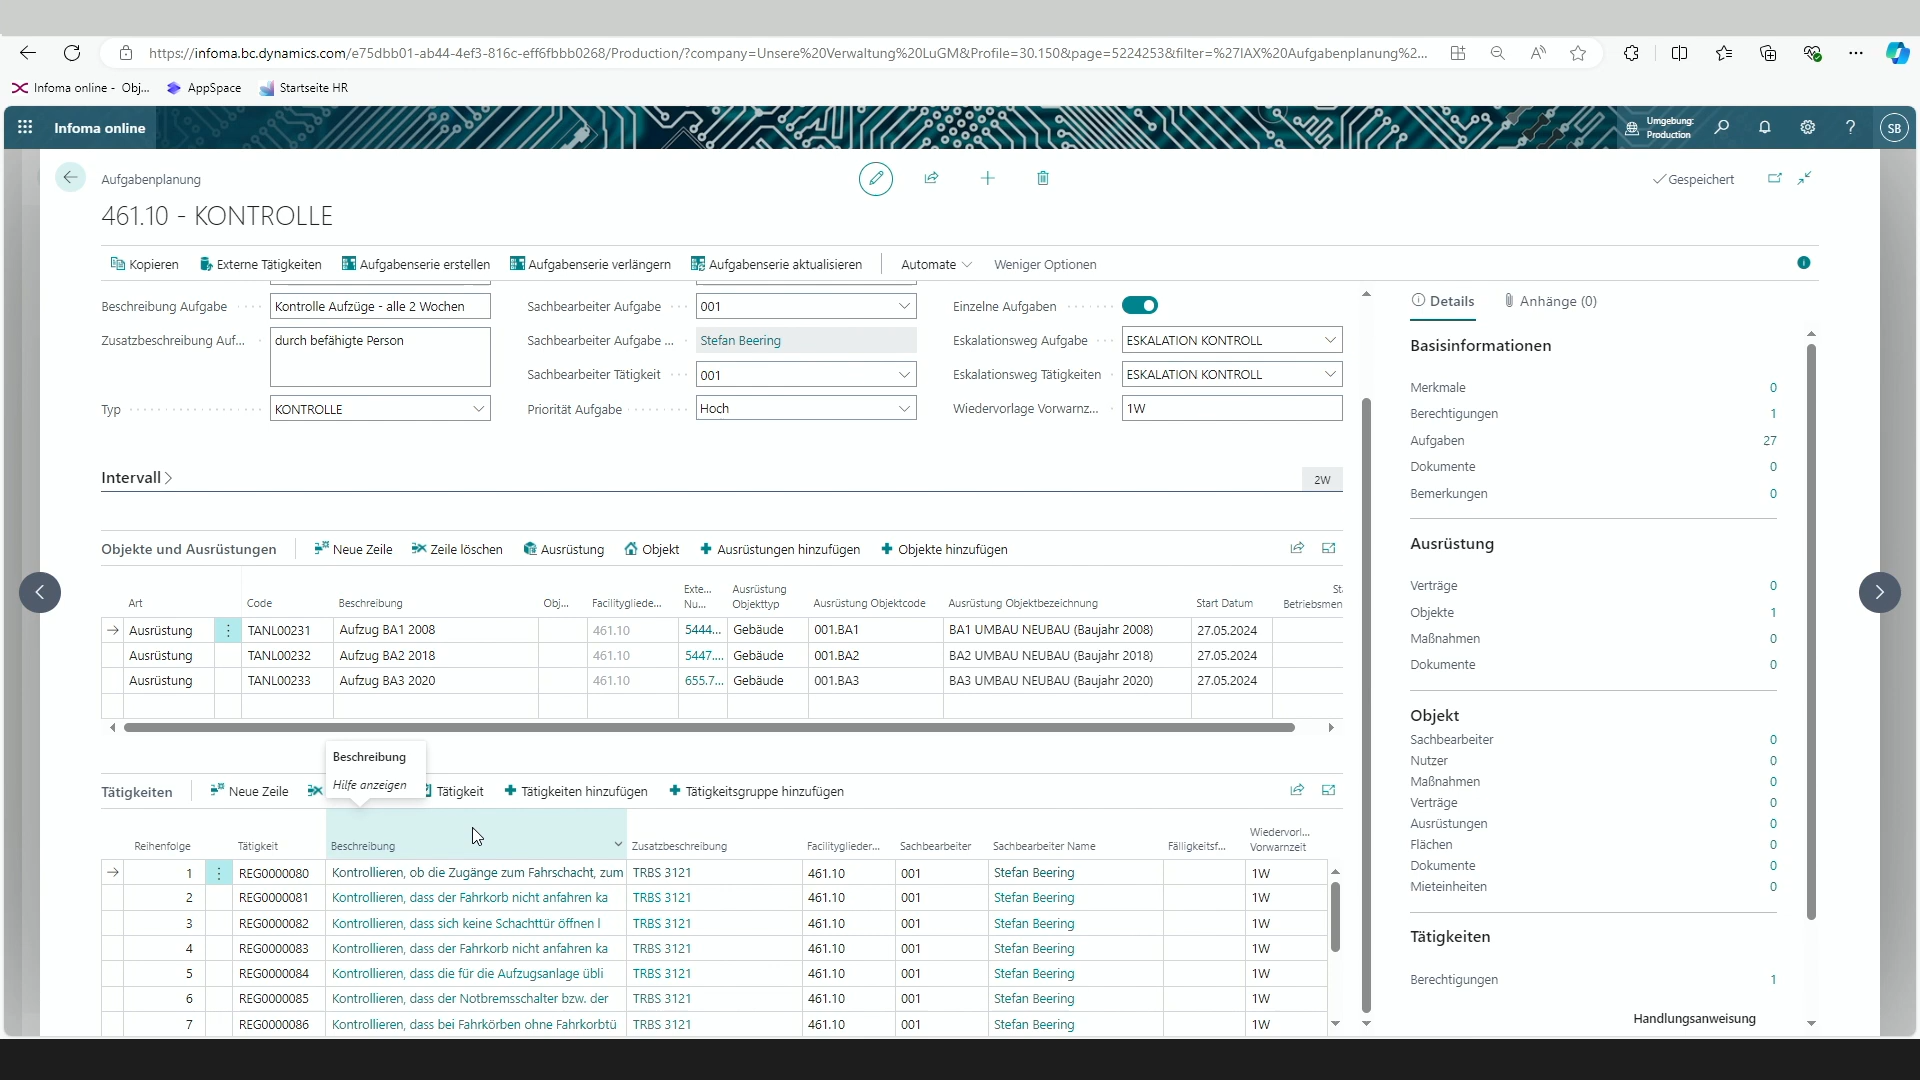 https://infoma.bc.dynamics.com/e75dbb01-ab44-4ef3-816c-eff6fbbb0268/Production/?company=Unsere%20Verwaltung%20LuGM&Profile=30.150&page=5224253&filter=%27IAX%20Aufgabenplanung%2...
Infoma online - Obj... AppSpace Startseite HR
Infoma online Umgebung: Production SB
Aufgabenplanung Gespeichert
461.10 - KONTROLLE
Kopieren Externe Tätigkeiten Aufgabenserie erstellen Aufgabenserie verlängern Aufgabenserie aktualisieren Automate Weniger Optionen
Beschreibung Aufgabe Kontrolle Aufzüge - alle 2 Wochen Sachbearbeiter Aufgabe 001 Einzelne Aufgaben
Zusatzbeschreibung Auf... durch befähigte Person Sachbearbeiter Aufgabe ... Stefan Beering Eskalationsweg Aufgabe ESKALATION KONTROLL
Sachbearbeiter Tätigkeit 001 Eskalationsweg Tätigkeiten ESKALATION KONTROLL
Typ KONTROLLE Priorität Aufgabe Hoch Wiedervorlage Vorwarnz... 1W
Intervall 2W
Objekte und Ausrüstungen Neue Zeile Zeile löschen Ausrüstung Objekt Ausrüstungen hinzufügen Objekte hinzufügen
Art Code Beschreibung Obj... Facilityglieder... Exte... Nu... Ausrüstung Objekttyp Ausrüstung Objektcode Ausrüstung Objektbezeichnung Start Datum St Betriebsmen
Ausrüstung TANL00231 Aufzug BA1 2008 461.10 5444... Gebäude 001.BA1 BA1 UMBAU NEUBAU (Baujahr 2008) 27.05.2024
Ausrüstung TANL00232 Aufzug BA2 2018 461.10 5447.... Gebäude 001.BA2 BA2 UMBAU NEUBAU (Baujahr 2018) 27.05.2024
Ausrüstung TANL00233 Aufzug BA3 2020 461.10 655.7... Gebäude 001.BA3 BA3 UMBAU NEUBAU (Baujahr 2020) 27.05.2024
Beschreibung
Hilfe anzeigen
Tätigkeiten Neue Zeile Tätigkeit Tätigkeiten hinzufügen Tätigkeitsgruppe hinzufügen
Reihenfolge Tätigkeit Beschreibung Zusatzbeschreibung Facilityglieder... Sachbearbeiter Sachbearbeiter Name Fälligkeitsf... Wiedervorl... Vorwarnzeit
1 REG0000080 Kontrollieren, ob die Zugänge zum Fahrschacht, zum TRBS 3121 461.10 001 Stefan Beering 1W
2 REG0000081 Kontrollieren, dass der Fahrkorb nicht anfahren ka TRBS 3121 461.10 001 Stefan Beering 1W
3 REG0000082 Kontrollieren, dass sich keine Schachttür öffnen l TRBS 3121 461.10 001 Stefan Beering 1W
4 REG0000083 Kontrollieren, dass der Fahrkorb nicht anfahren ka TRBS 3121 461.10 001 Stefan Beering 1W
5 REG0000084 Kontrollieren, dass die für die Aufzugsanlage übli TRBS 3121 461.10 001 Stefan Beering 1W
6 REG0000085 Kontrollieren, dass der Notbremsschalter bzw. der TRBS 3121 461.10 001 Stefan Beering 1W
7 REG0000086 Kontrollieren, dass bei Fahrkörben ohne Fahrkorbtü TRBS 3121 461.10 001 Stefan Beering 1W
Details Anhänge (0)
Basisinformationen
Merkmale 0
Berechtigungen 1
Aufgaben 27
Dokumente 0
Bemerkungen 0
Ausrüstung
Verträge 0
Objekte 1
Maßnahmen 0
Dokumente 0
Objekt
Sachbearbeiter 0
Nutzer 0
Maßnahmen 0
Verträge 0
Ausrüstungen 0
Flächen 0
Dokumente 0
Mieteinheiten 0
Tätigkeiten
Berechtigungen 1
Handlungsanweisung